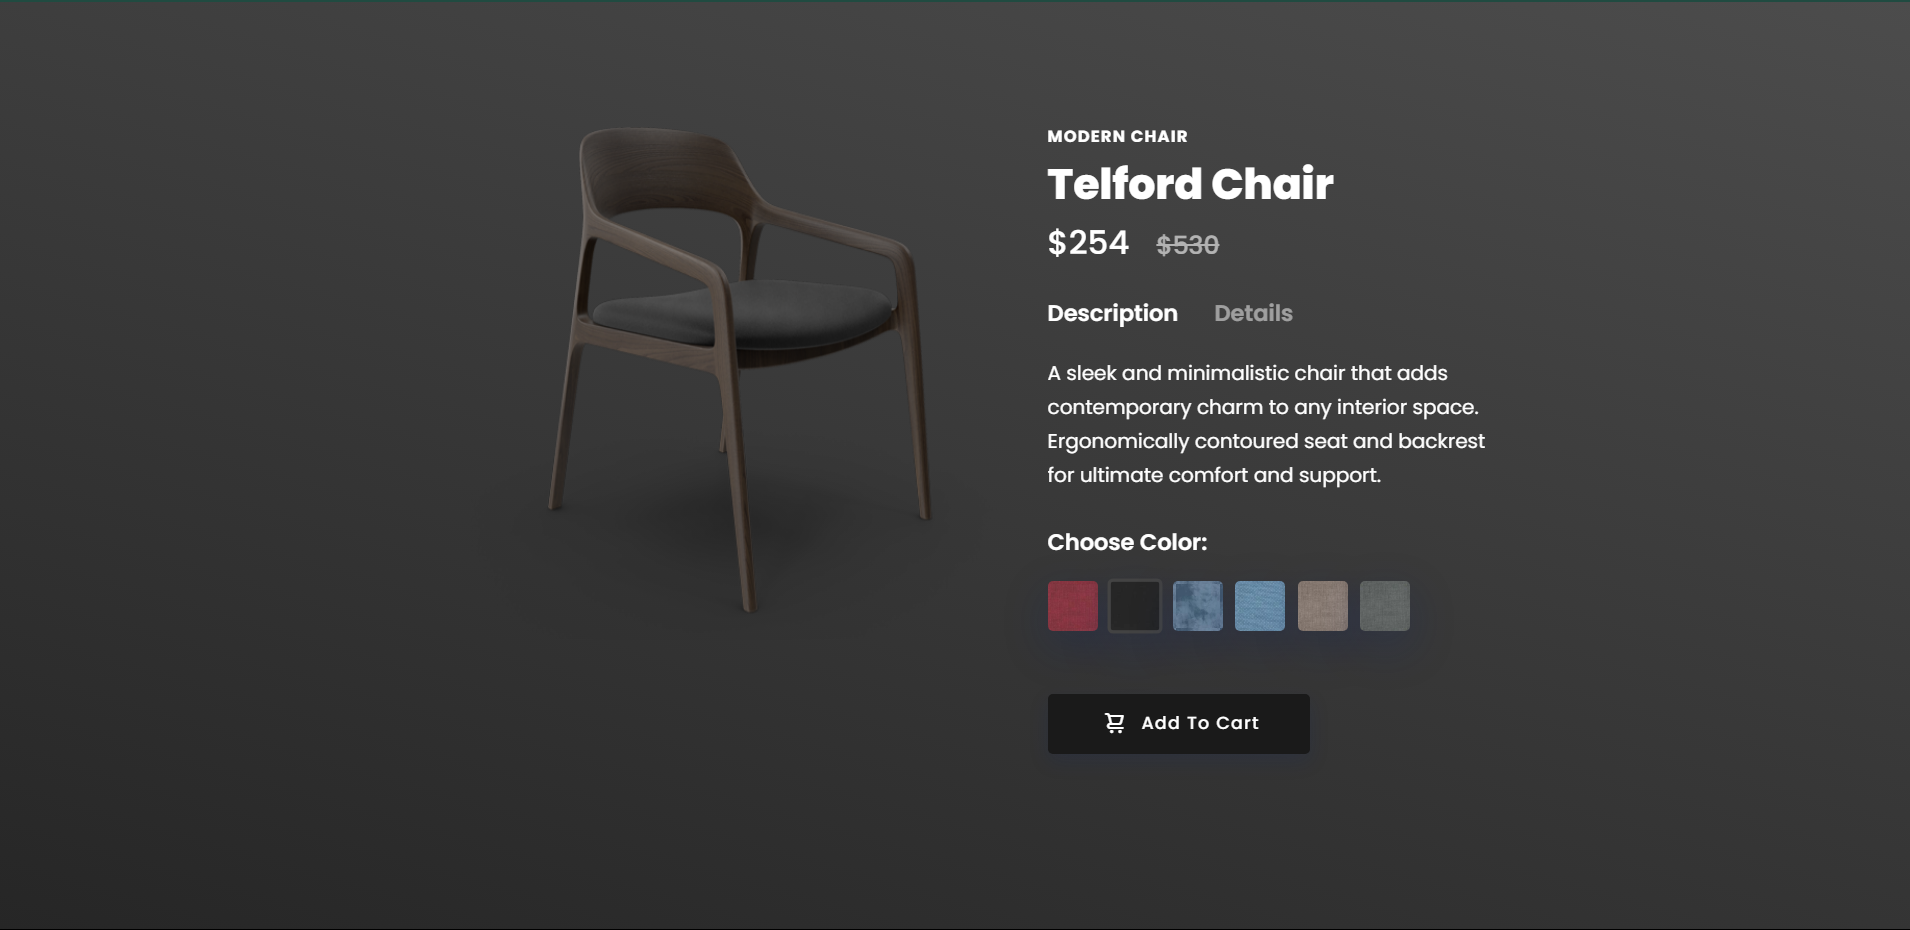 MODERN CHAIR
Telford Chair
$254 $530
Description Details
A sleek and minimalistic chair that adds
contemporary charm to any interior space.
Ergonomically contoured seat and backrest
for ultimate comfort and support.
Choose Color:
Add To Cart